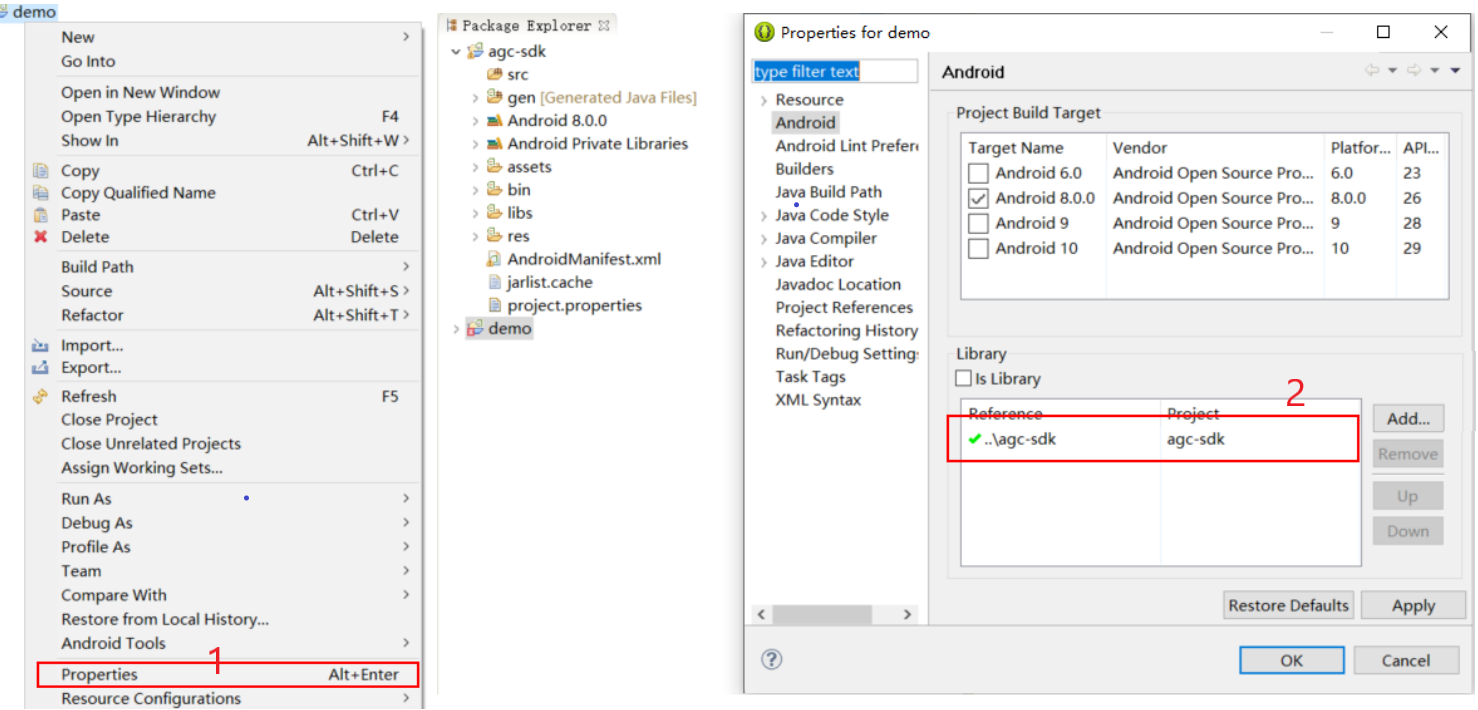 demo
New
Go Into
Open in New Window
Open Type Hierarchy F4
Show In Alt+Shift+W
Copy Ctrl+C
Copy Qualified Name
Paste Ctrl+V
Delete Delete
Build Path
Source Alt+Shift+S
Refactor Alt+Shift+T
Import...
Export...
Refresh F5
Close Project
Close Unrelated Projects
Assign Working Sets...
Run As
Debug As
Profile As
Team
Compare With
Restore from Local History...
Android Tools
1
Properties Alt+Enter
Resource Configurations
Package Explorer
agc-sdk
src
gen [Generated Java Files]
Android 8.0.0
Android Private Libraries
assets
bin
libs
res
AndroidManifest.xml
jarlist.cache
project.properties
demo
Properties for demo
type filter text
Resource
Android
Android Lint Prefer
Builders
Java Build Path
Java Code Style
Java Compiler
Java Editor
Javadoc Location
Project References
Refactoring History
Run/Debug Setting
Task Tags
XML Syntax
Android
Project Build Target
Target Name Vendor Platfor... API...
Android 6.0 Android Open Source Pro... 6.0 23
Android 8.0.0 Android Open Source Pro... 8.0.0 26
Android 9 Android Open Source Pro... 9 28
Android 10 Android Open Source Pro... 10 29
Library
Is Library
2
Reference Project
..\agc-sdk agc-sdk
Add...
Remove
Up
Down
Restore Defaults Apply
OK Cancel